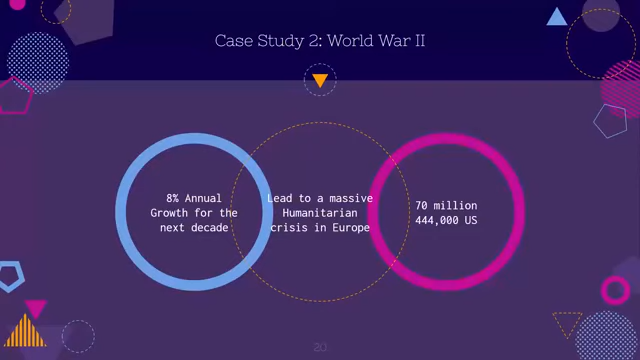 Case Study 2: World War II
8% Annual
Growth for the
next decade
Lead to a massive
Humanitarian
crisis in Europe
70 million
444,000 US
20